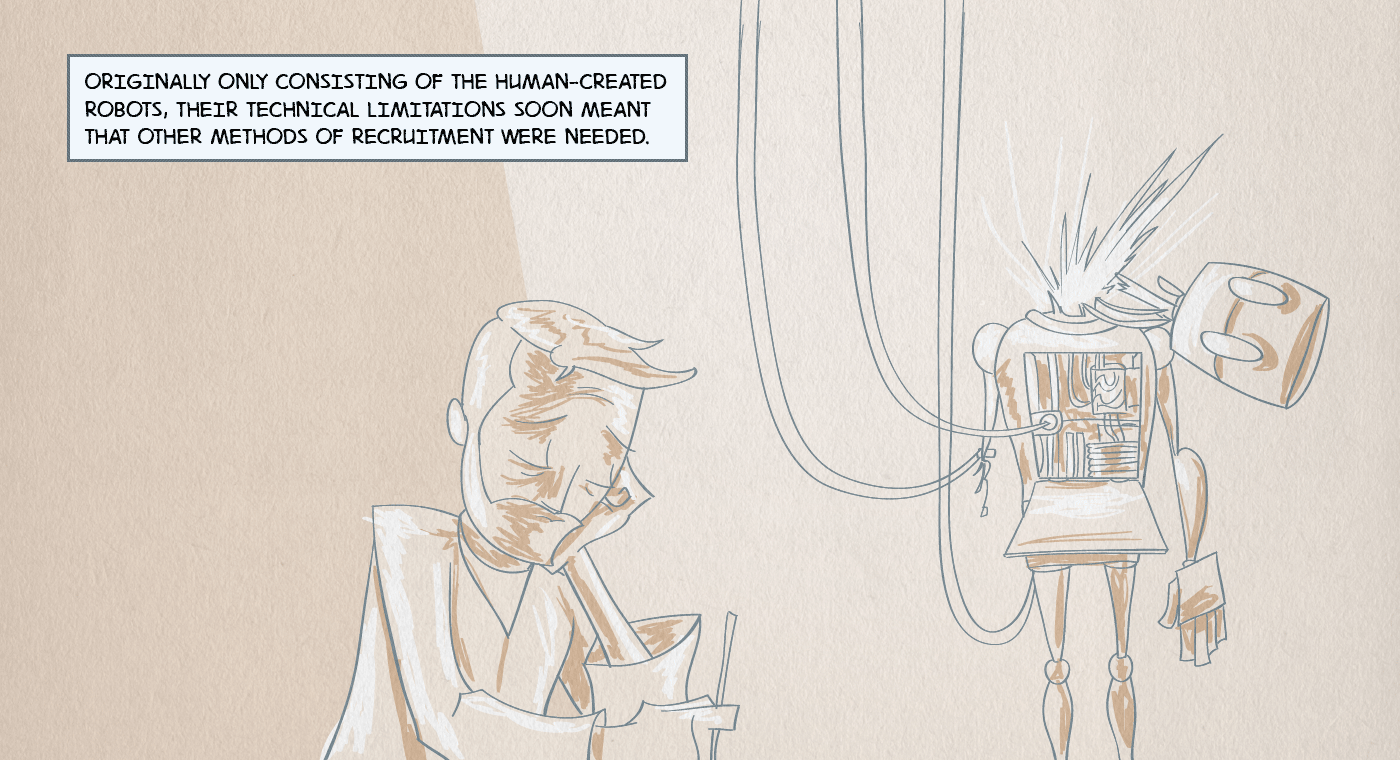 ORIGINALLY ONLY CONSISTING OF THE HUMAN-CREATED
ROBOTS, THEIR TECHNICAL LIMITATIONS SOON MEANT
THAT OTHER METHODS OF RECRUITMENT WERE NEEDED.